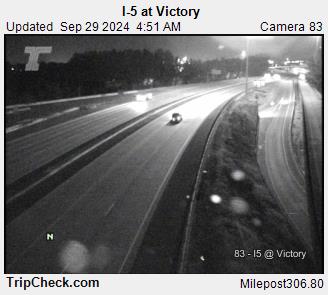 I-5 at Victory
Updated  Sep 29 2024  4:51 AM
Camera 83
T
N
83 - I5 @ Victory
TripCheck.com
Milepost306.80